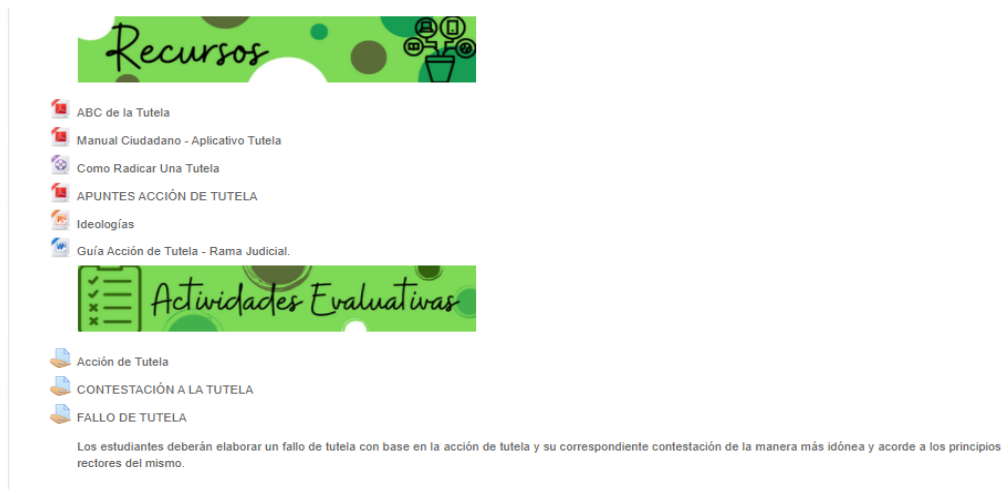 Recursos
ABC de la Tutela
Manual Ciudadano - Aplicativo Tutela
Como Radicar Una Tutela
APUNTES ACCIÓN DE TUTELA
Ideologías
Guía Acción de Tutela - Rama Judicial.
Actividades Evaluativas
Acción de Tutela
CONTESTACIÓN A LA TUTELA
FALLO DE TUTELA
Los estudiantes deberán elaborar un fallo de tutela con base en la acción de tutela y su correspondiente contestación de la manera más idónea y acorde a los principios
rectores del mismo.